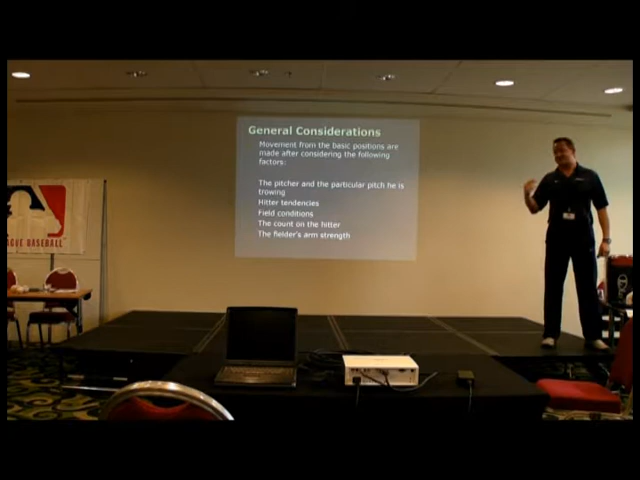 General Considerations
Movement from the basic positions are
made after considering the following
factors:
The pitcher and the particular pitch he is
trowing
Hitter tendencies
Field conditions
The count on the hitter
The fielder's arm strength
AGUE BASEBALL